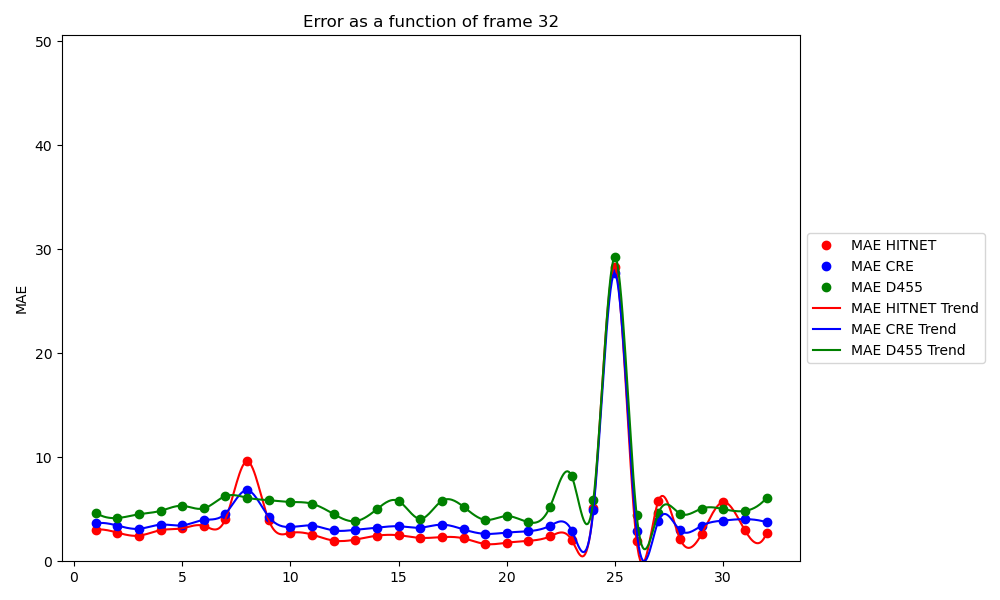 Error as a function of frame 32
MAE
50
40
30
20
10
0
0 5 10 15 20 25 30
MAE HITNET
MAE CRE
MAE D455
MAE HITNET Trend
MAE CRE Trend
MAE D455 Trend